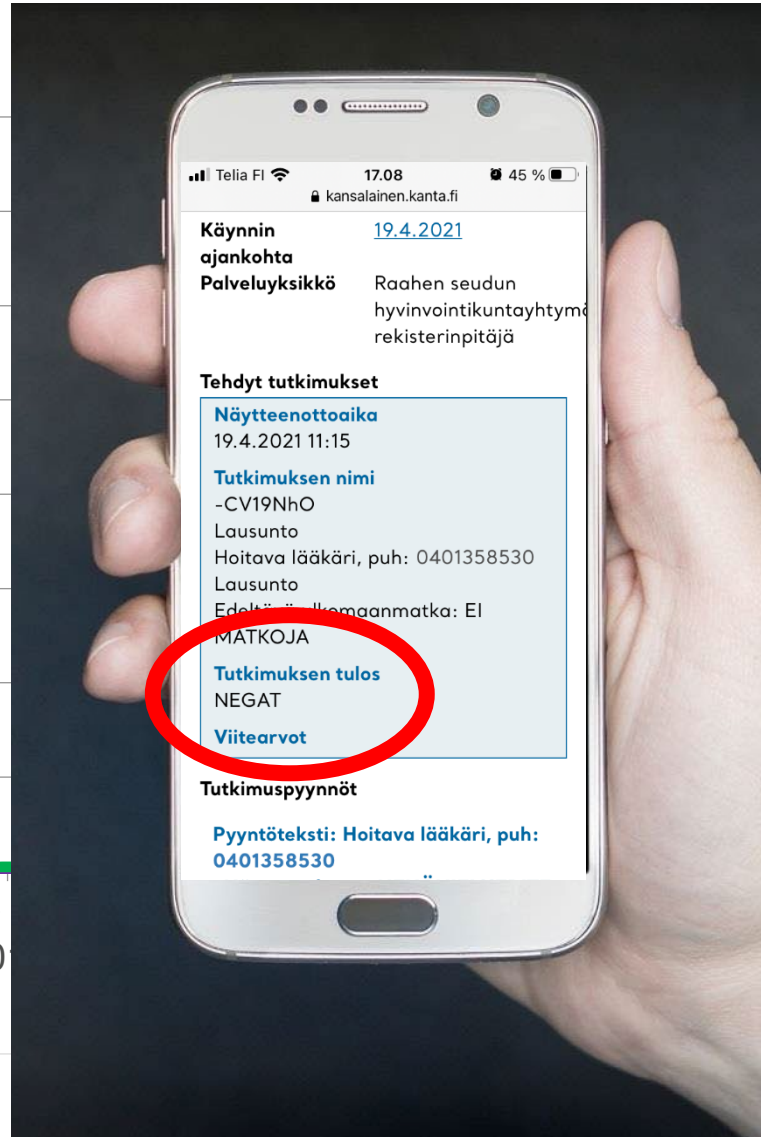 Telia FI 17.08 45 %
kansalainen.kanta.fi
Käynnin 19.4.2021
ajankohta
Palveluyksikkö Raahen seudun
hyvinvointikuntayhtymä
rekisterinpitäjä
Tehdyt tutkimukset
Näytteenottoaika
19.4.2021 11:15
Tutkimuksen nimi
-CV19NhO
Lausunto
Hoitava lääkäri, puh: 0401358530
Lausunto
EI
MATKOJA
Tutkimuksen tulos
NEGAT
Viitearvot
Tutkimuspyynnöt
Pyyntöteksti: Hoitava lääkäri, puh:
0401358530